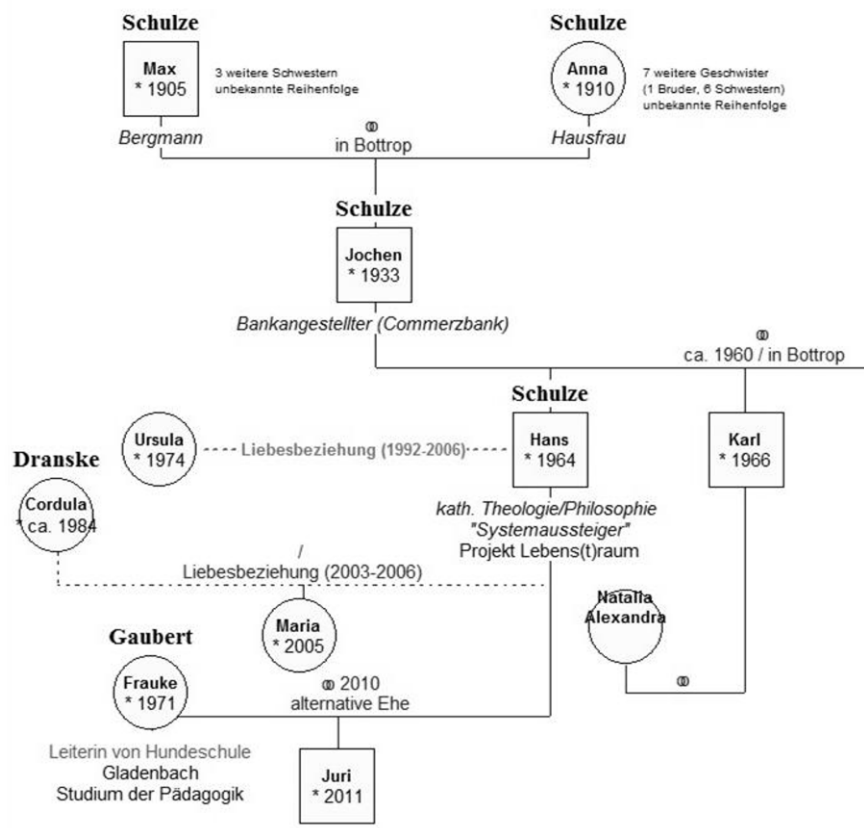 Schulze
Max
* 1905
3 weitere Schwestern
unbekannte Reihenfolge
Bergmann
Schulze
Anna
* 1910
7 weitere Geschwister
(1 Bruder, 6 Schwestern)
unbekannte Reihenfolge
Hausfrau
in Bottrop
Schulze
Jochen
* 1933
Bankangestellter (Commerzbank)
ca. 1960 / in Bottrop
Ursula
* 1974
Liebesbeziehung (1992-2006)
Schulze
Hans
* 1964
Karl
* 1966
Dranske
Cordula
* ca. 1984
kath. Theologie/Philosophie
"Systemaussteiger"
Projekt Lebens(t)raum
/
Liebesbeziehung (2003-2006)
Maria
* 2005
Natalia
Alexandra
Gaubert
Frauke
* 1971
2010
alternative Ehe
Leiterin von Hundeschule
Gladenbach
Studium der Pädagogik
Juri
* 2011